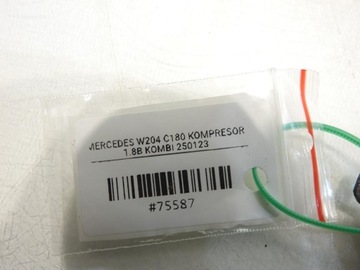 MERCEDES W204 C180 KOMPRESOR
1.8B KOMBI 250123
#75587